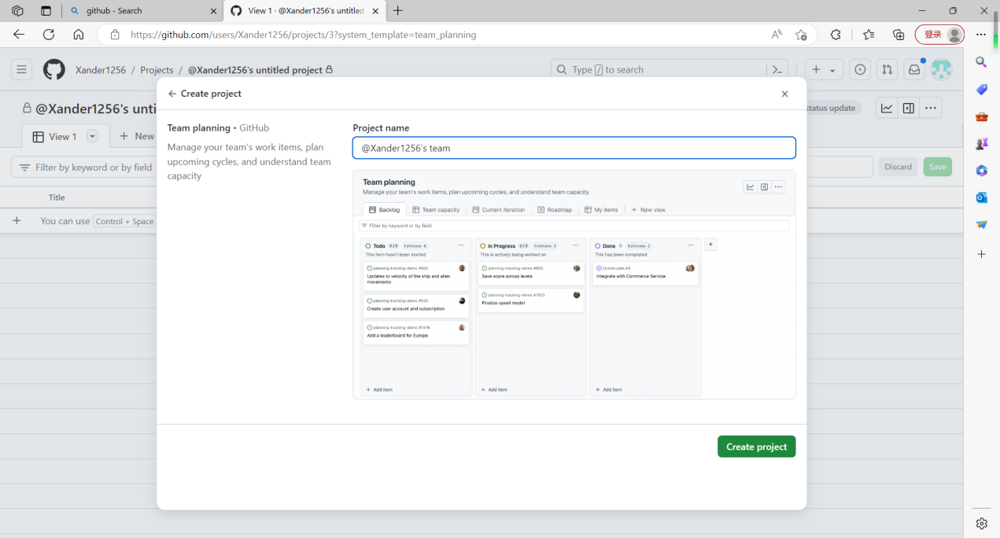 github - Search
View 1 · @Xander1256's untitled
https://github.com/users/Xander1256/projects/3?system_template=team_planning
登录
Xander1256 / Projects / @Xander1256's untitled project
Type / to search
@Xander1256's unti
status update
View 1
New
Filter by keyword or by field
Discard
Save
Title
You can use Control + Space
Create project
Team planning • GitHub
Manage your team's work items, plan
upcoming cycles, and understand team
capacity
Project name
@Xander1256's team
Team planning
Manage your team's work items, plan upcoming cycles, and understand team capacity
Backlog
Team capacity
Current iteration
Roadmap
My items
New view
Filter by keyword or by field
Todo 3/5 Estimate: 6
This item hasn't been started
planning-tracking-demo #602
Updates to velocity of the ship and alien
movements
planning-tracking-demo #620
Create user account and subscription
planning-tracking-demo #1378
Add a leaderboard for Europe
Add item
In Progress 2/5 Estimate: 2
This is actively being worked on
planning-tracking-demo #800
Save score across levels
planning-tracking-demo #1323
Finalize upsell model
Add item
Done 1 Estimate: 2
This has been completed
OctoArcade #3
Integrate with Commerce Service
Add item
Create project